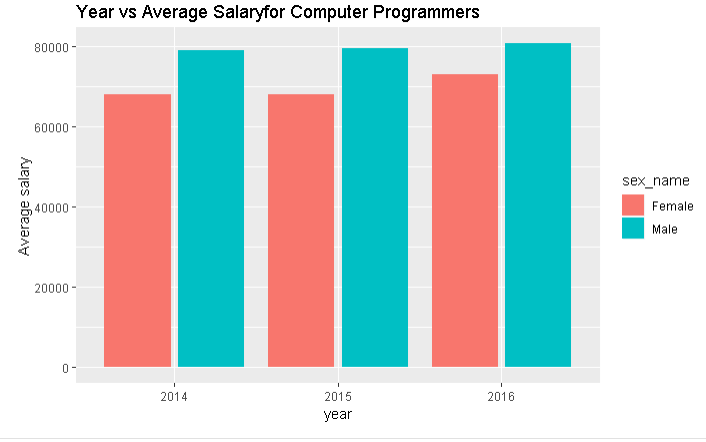 Year vs Average Salaryfor Computer Programmers
Average salary
80000
60000
40000
20000
0
2014
2015
2016
year
sex_name
Female
Male